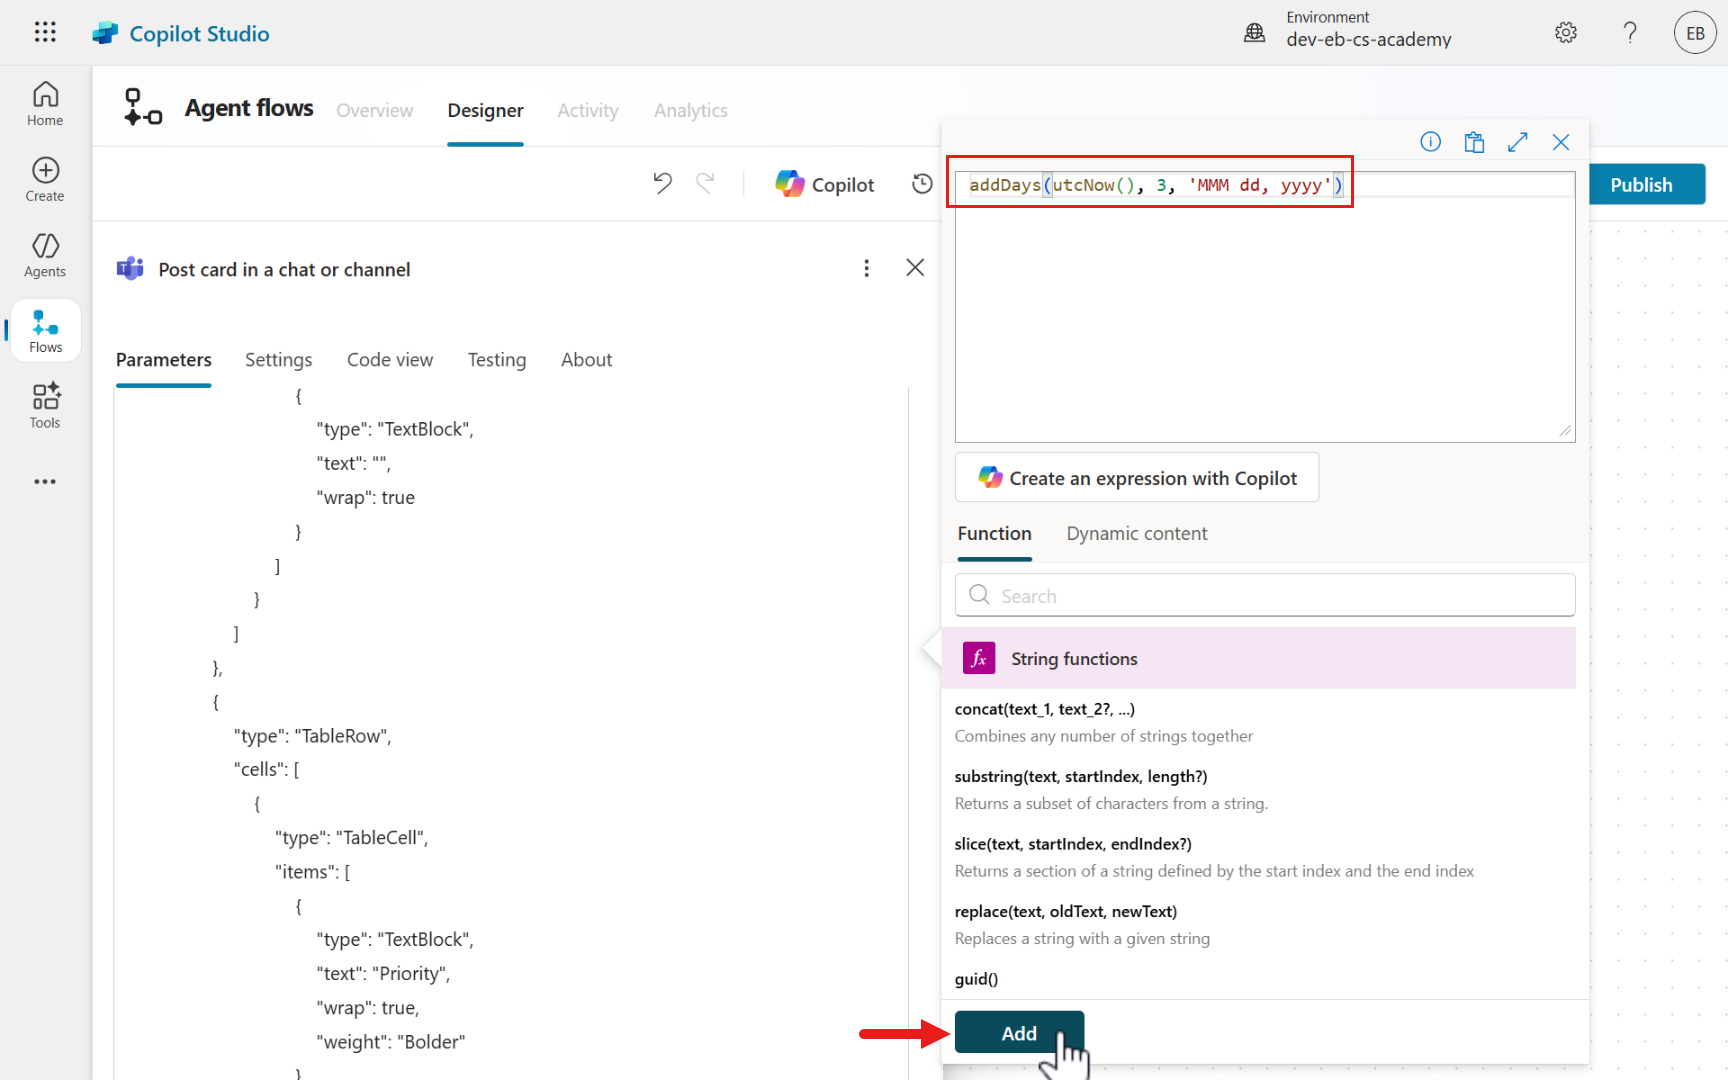 Copilot Studio
Environment
dev-eb-cs-academy
EB
Home
Create
Agents
Flows
Tools
Agent flows
Overview
Designer
Activity
Analytics
Copilot
Publish
Post card in a chat or channel
Parameters
Settings
Code view
Testing
About
{
"type": "TextBlock",
"text": "",
"wrap": true
}
]
}
]
},
{
"type": "TableRow",
"cells": [
{
"type": "TableCell",
"items": [
{
"type": "TextBlock",
"text": "Priority",
"wrap": true,
"weight": "Bolder"
}
addDays(utcNow(), 3, 'MMM dd, yyyy')
Create an expression with Copilot
Function
Dynamic content
Search
fx
String functions
concat(text_1, text_2?, ...)
Combines any number of strings together
substring(text, startIndex, length?)
Returns a subset of characters from a string.
slice(text, startIndex, endIndex?)
Returns a section of a string defined by the start index and the end index
replace(text, oldText, newText)
Replaces a string with a given string
guid()
Add